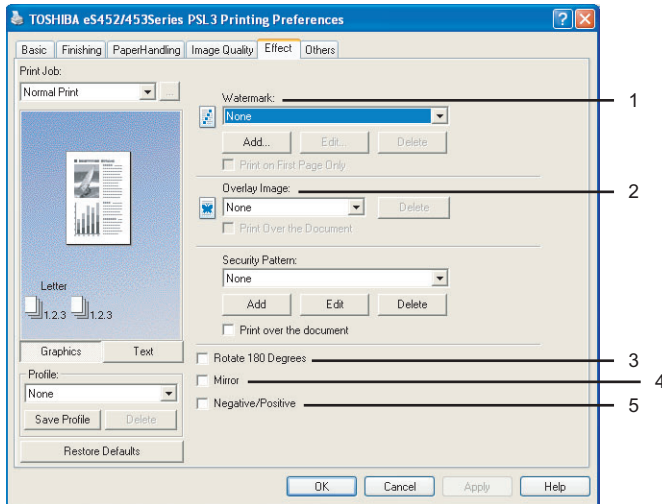 TOSHIBA eS452/453Series PSL3 Printing Preferences
Basic Finishing PaperHandling Image Quality Effect Others
Print Job:
Normal Print ...
Letter
1.2.3 1.2.3
Graphics Text
Profile:
None
Save Profile Delete
Restore Defaults
Watermark: 1
None
Add... Edit... Delete
Print on First Page Only
Overlay Image: 2
None Delete
Print Over the Document
Security Pattern:
None
Add Edit Delete
Print over the document
Rotate 180 Degrees 3
Mirror 4
Negative/Positive 5
OK Cancel Apply Help